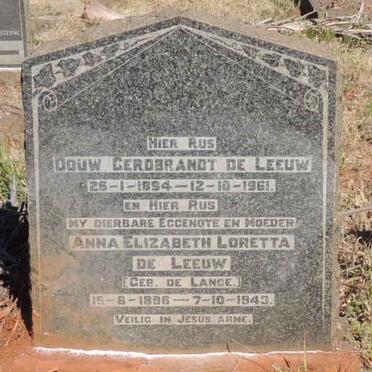 Hier Rus
Douw Gerdbrandt de Leeuw
26-1-1894—12-10-1961.
en Hier Rus
my dierbare Eggenote en Moeder
Anna Elizabeth Loretta
de Leeuw
(Geb. de Lange.)
15-6-1896—7-10-1943.
Veilig in Jesus Arme.